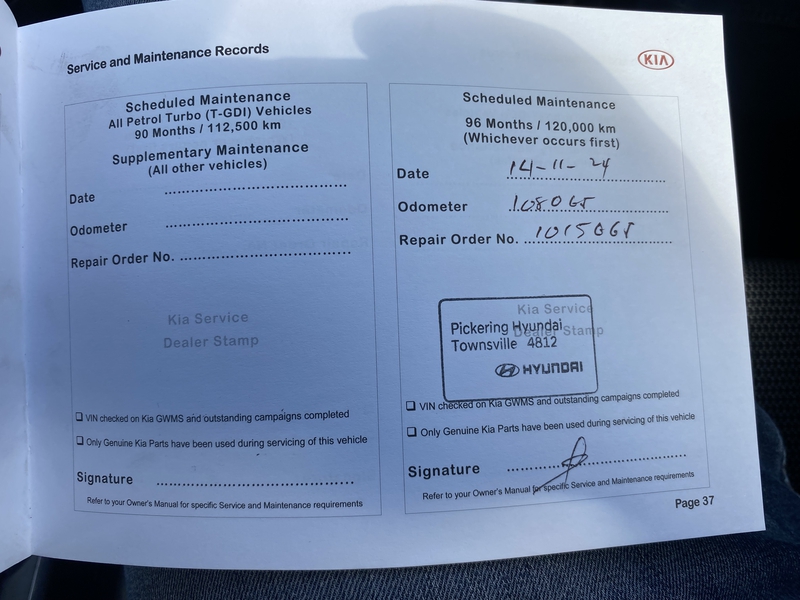 Service and Maintenance Records
KIA
Scheduled Maintenance
All Petrol Turbo (T-GDI) Vehicles
90 Months / 112,500 km
Supplementary Maintenance
(All other vehicles)
Date
Odometer
Repair Order No.
Kia Service
Dealer Stamp
❏ VIN checked on Kia GWMS and outstanding campaigns completed
❏ Only Genuine Kia Parts have been used during servicing of this vehicle
Signature
Refer to your Owner's Manual for specific Service and Maintenance requirements
Scheduled Maintenance
96 Months / 120,000 km
(Whichever occurs first)
Date 14-11-24
Odometer
Repair Order No.
Kia Service
Dealer Stamp
Pickering Hyundai
Townsville 4812
HYUNDAI
❏ VIN checked on Kia GWMS and outstanding campaigns completed
❏ Only Genuine Kia Parts have been used during servicing of this vehicle
Signature
Refer to your Owner's Manual for specific Service and Maintenance requirements
Page 37